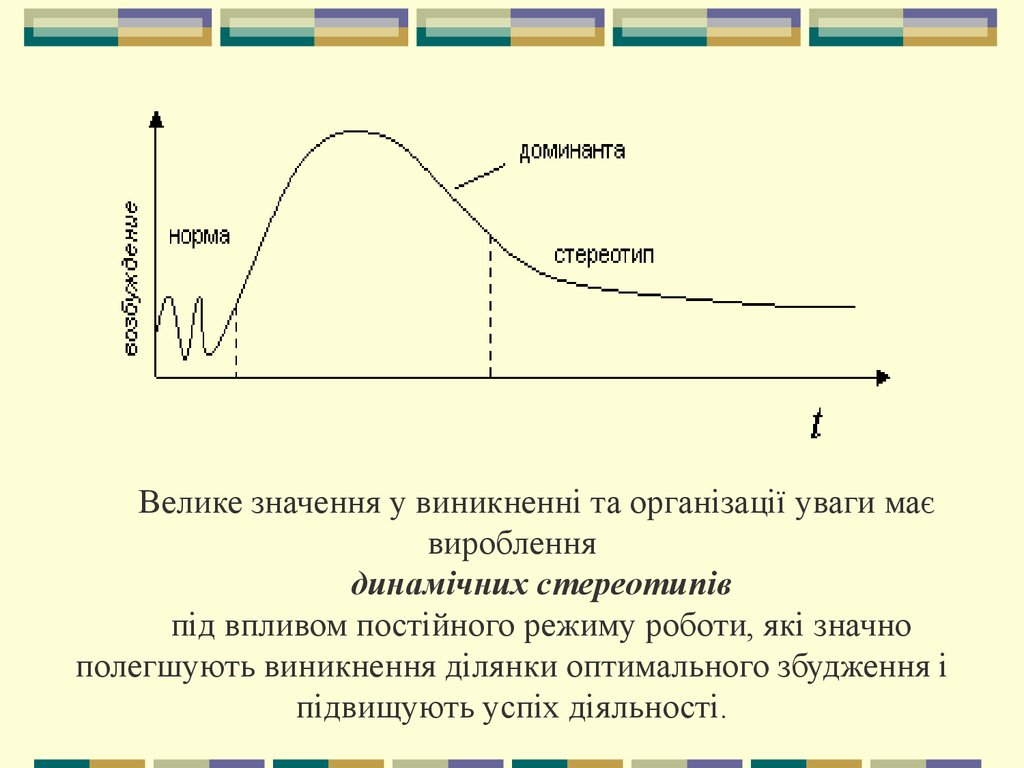 доминанта
норма
стереотип
возбуждение
t
Велике значення у виникненні та організації уваги має
вироблення
динамічних стереотипів
під впливом постійного режиму роботи, які значно
полегшують виникнення ділянки оптимального збудження і
підвищують успіх діяльності.